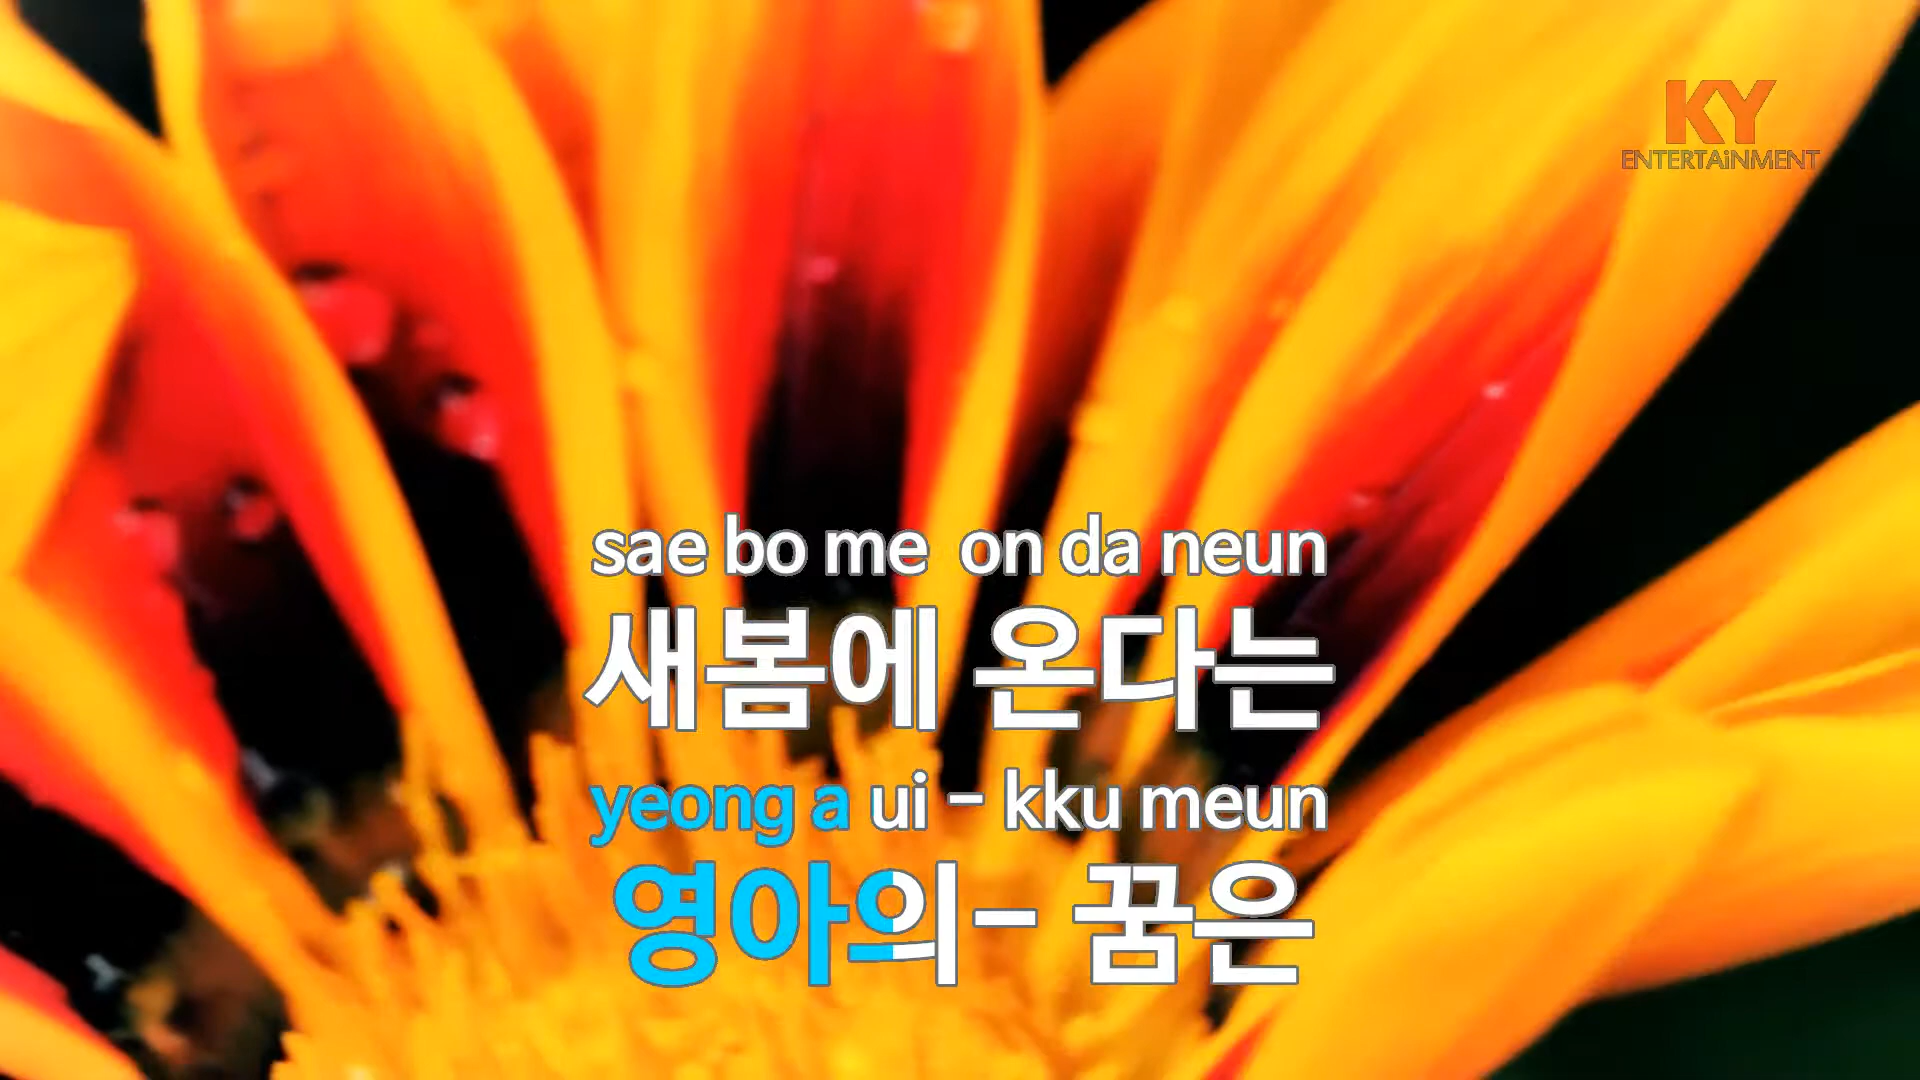 KY
ENTERTAiNMENT
sae bo me on da neun
새봄에 온다는
yeong a ui - kku meun
영아의- 꿈은